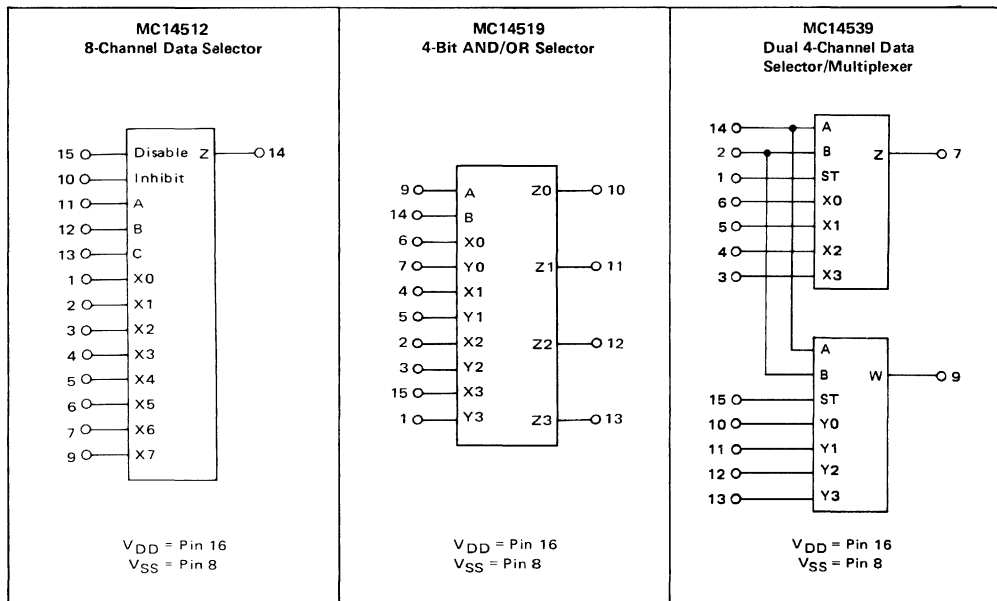 MC14512
8-Channel Data Selector
15 Disable Z 14
10 Inhibit
11 A
12 B
13 C
1 X0
2 X1
3 X2
4 X3
5 X4
6 X5
7 X6
9 X7
VDD = Pin 16
VSS = Pin 8
MC14519
4-Bit AND/OR Selector
9 A Z0 10
14 B
6 X0
7 Y0 Z1 11
4 X1
5 Y1
2 X2 Z2 12
3 Y2
15 X3
1 Y3 Z3 13
VDD = Pin 16
VSS = Pin 8
MC14539
Dual 4-Channel Data
Selector/Multiplexer
14 A
2 B Z 7
1 ST
6 X0
5 X1
4 X2
3 X3
A
B W 9
15 ST
10 Y0
11 Y1
12 Y2
13 Y3
VDD = Pin 16
VSS = Pin 8